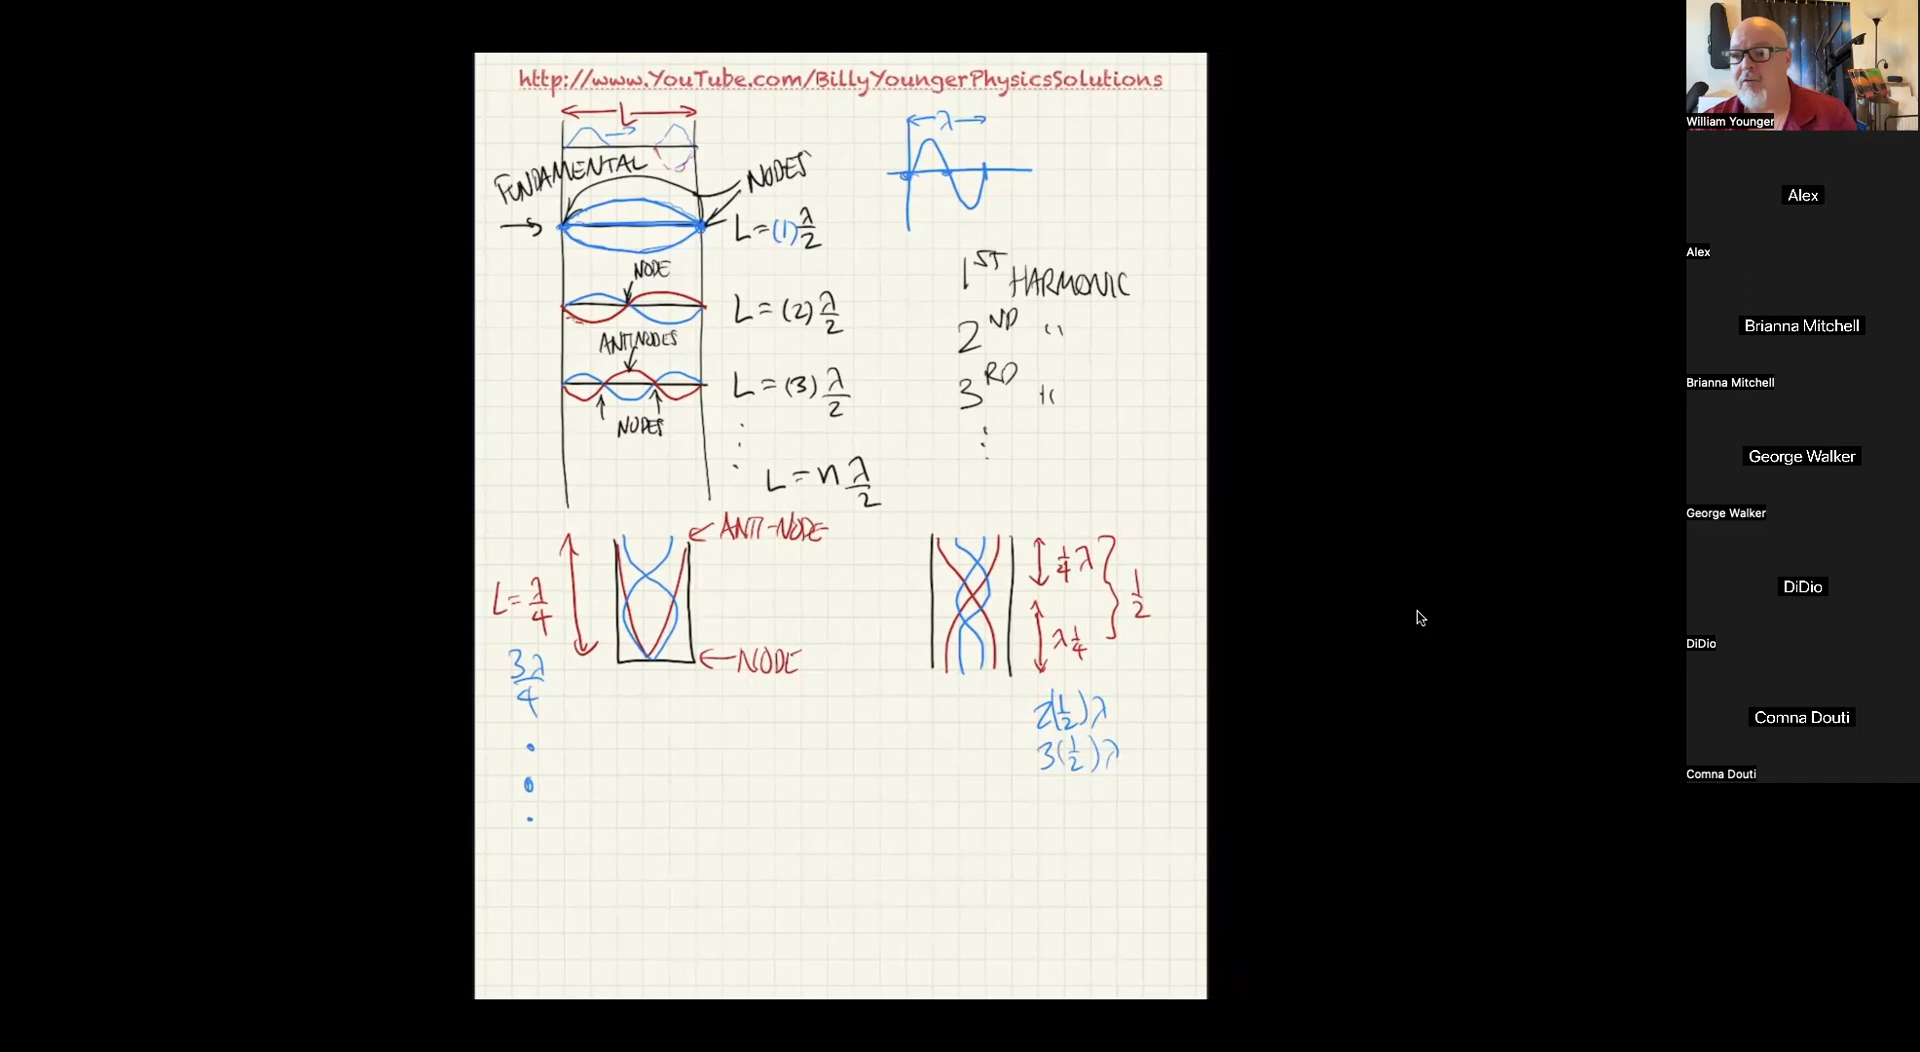 http://www.YouTube.com/BillyYoungerPhysicsSolutions
L
λ
FUNDAMENTAL
NODES
L = (1) λ/2
NODE
L = (2) λ/2
ANTINODES
L = (3) λ/2
NODES
L = n λ/2
1ST HARMONIC
2ND "
3RD "
ANTI-NODE
L = λ/4
NODE
3λ/4
1/4 λ
λ 1/4
1/2
2(1/2)λ
3(1/2)λ
William Younger
Alex
Alex
Brianna Mitchell
Brianna Mitchell
George Walker
George Walker
DiDio
DiDio
Comna Douti
Comna Douti